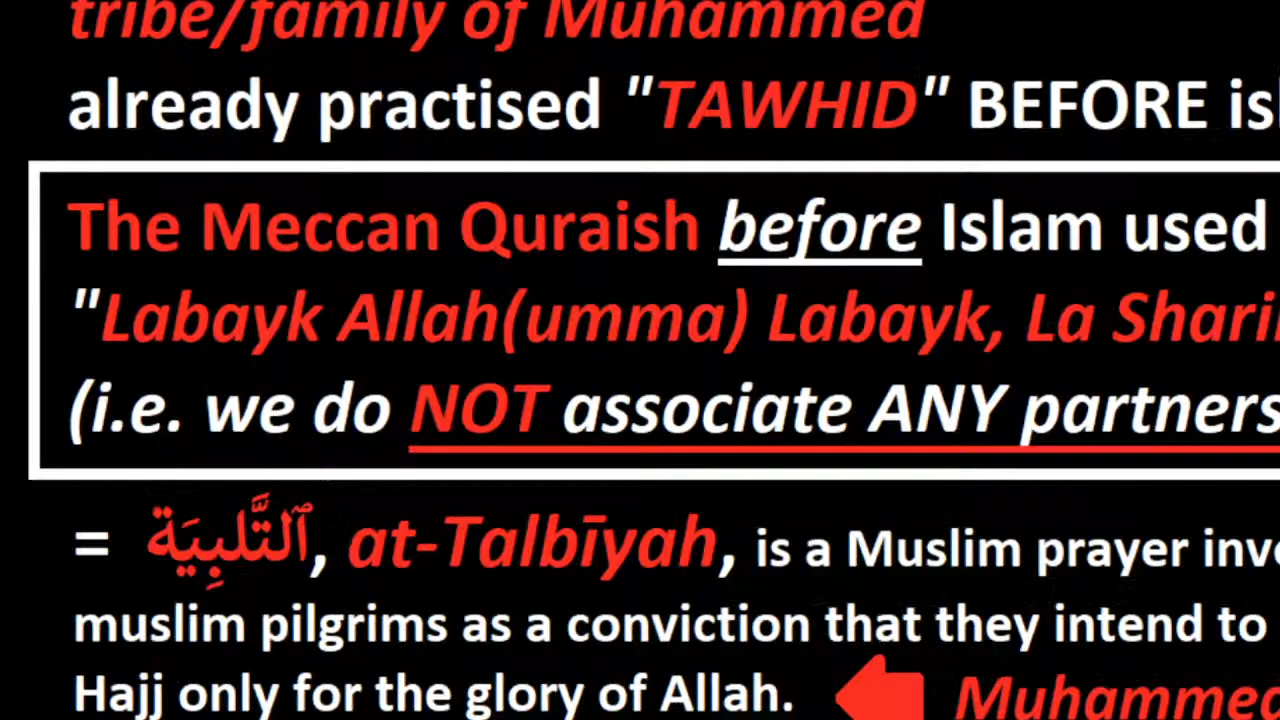 tribe/family of Muhammed
already practised "TAWHID" BEFORE is
The Meccan Quraish before Islam used
"Labayk Allah(umma) Labayk, La Shari
(i.e. we do NOT associate ANY partners
= ٱلتَّلبِيَة, at-Talbīyah, is a Muslim prayer inv
muslim pilgrims as a conviction that they intend to
Hajj only for the glory of Allah. Muhammed